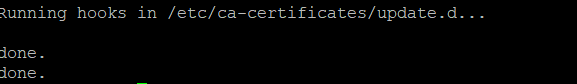 Running hooks in /etc/ca-certificates/update.d...
done.
done.